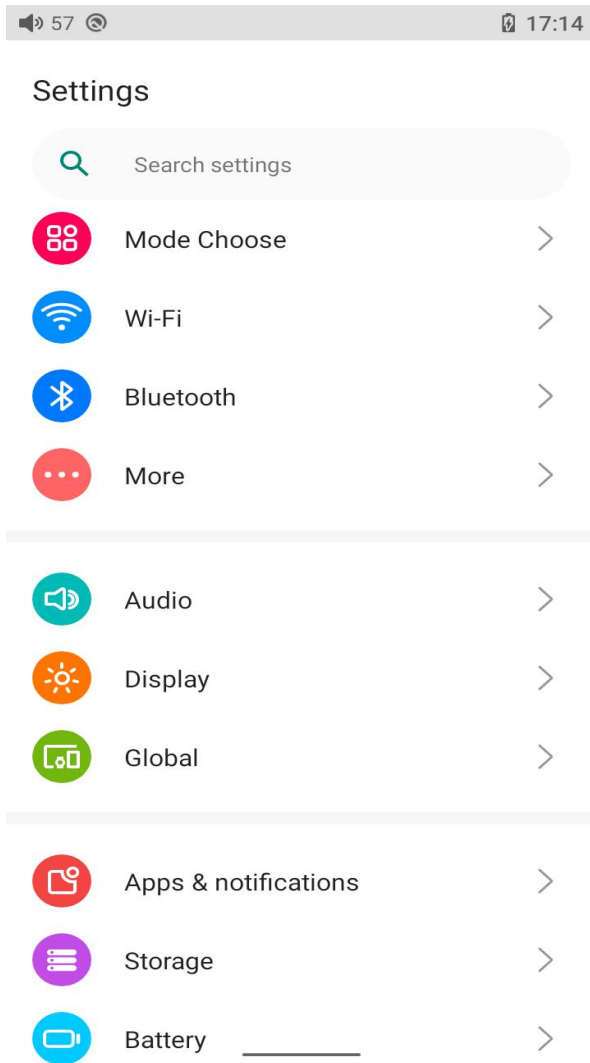 57 17:14
Settings
Search settings
Mode Choose
Wi-Fi
Bluetooth
More
Audio
Display
Global
Apps & notifications
Storage
Battery